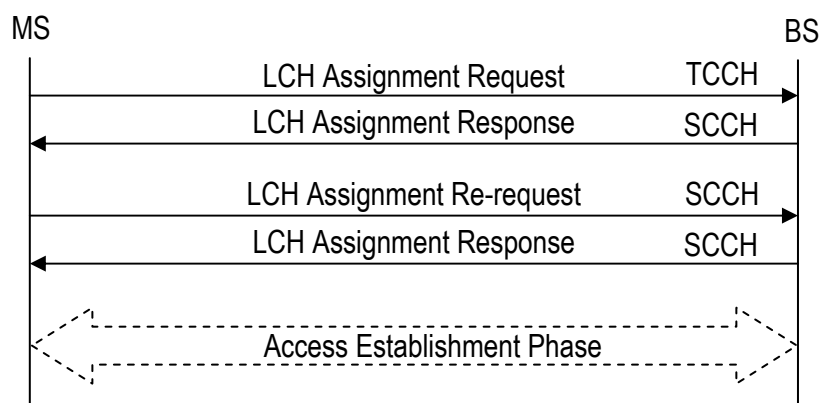 MS
BS
LCH Assignment Request TCCH
LCH Assignment Response SCCH
LCH Assignment Re-request SCCH
LCH Assignment Response SCCH
Access Establishment Phase